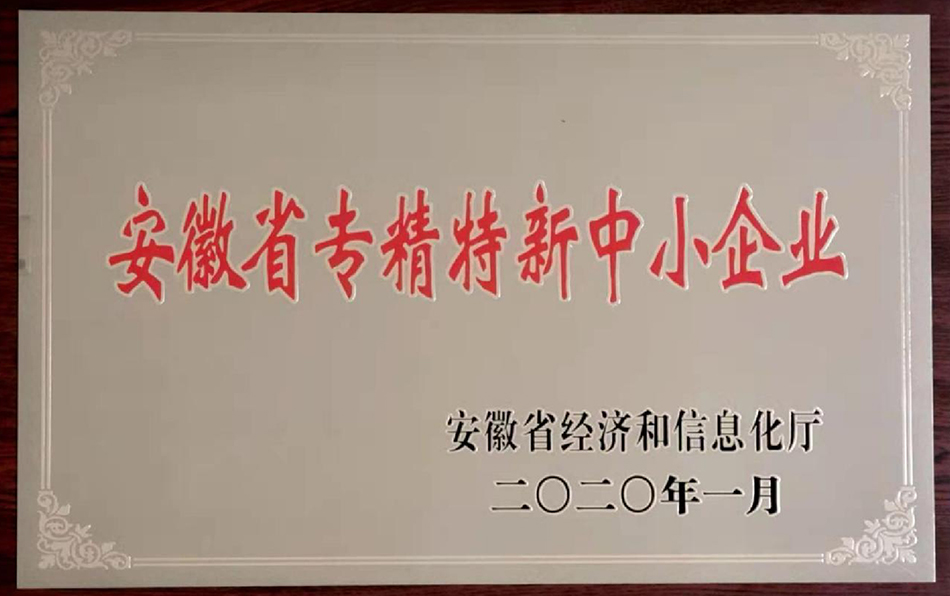 安徽省专精特新中小企业
安徽省经济和信息化厅
二〇二〇年一月